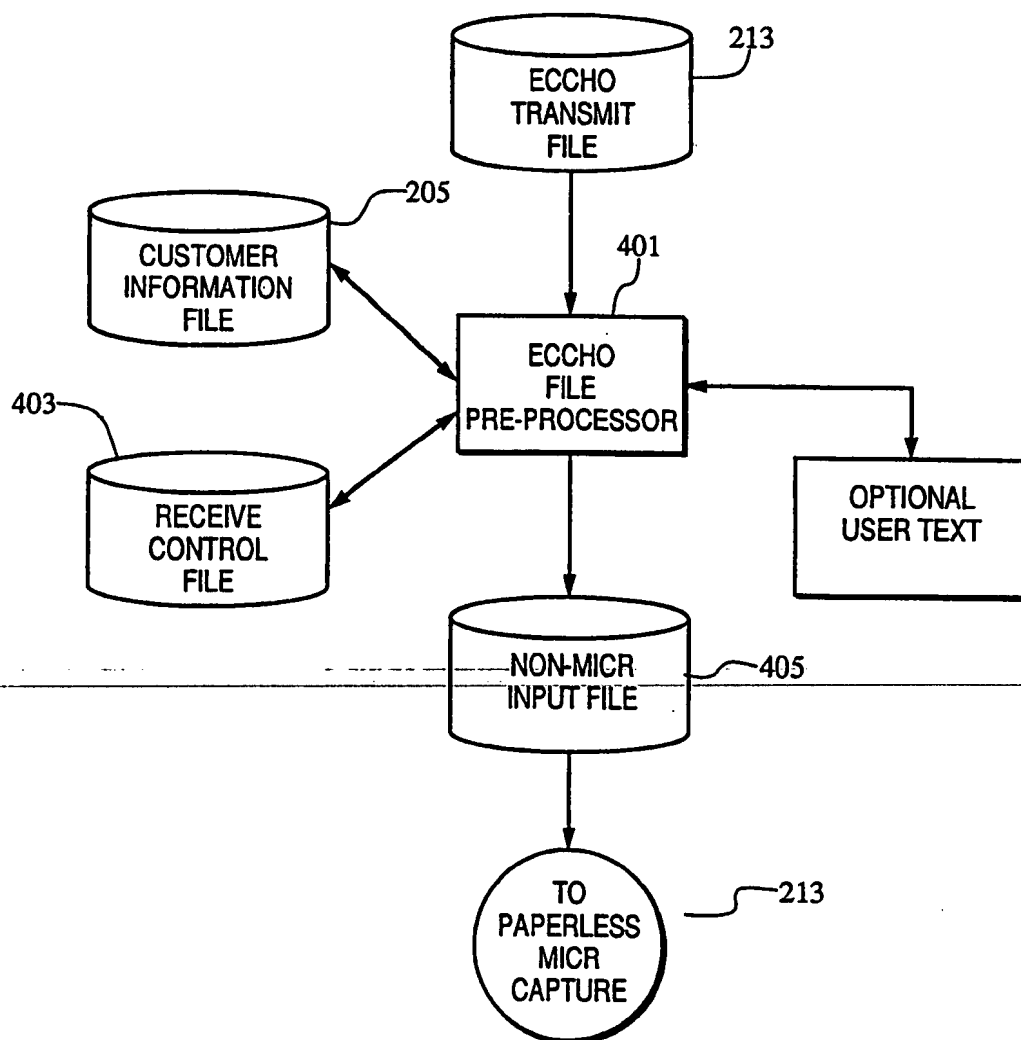 213
ECCHO
TRANSMIT
FILE
205
CUSTOMER
INFORMATION
FILE
401
ECCHO
FILE
PRE-PROCESSOR
403
RECEIVE
CONTROL
FILE
OPTIONAL
USER TEXT
NON-MICR
INPUT FILE
405
TO
PAPERLESS
MICR
CAPTURE
213